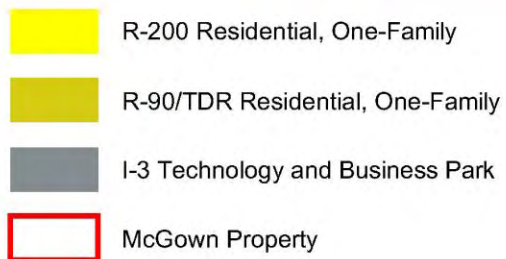 R-200 Residential, One-Family
R-90/TDR Residential, One-Family
I-3 Technology and Business Park
McGown Property